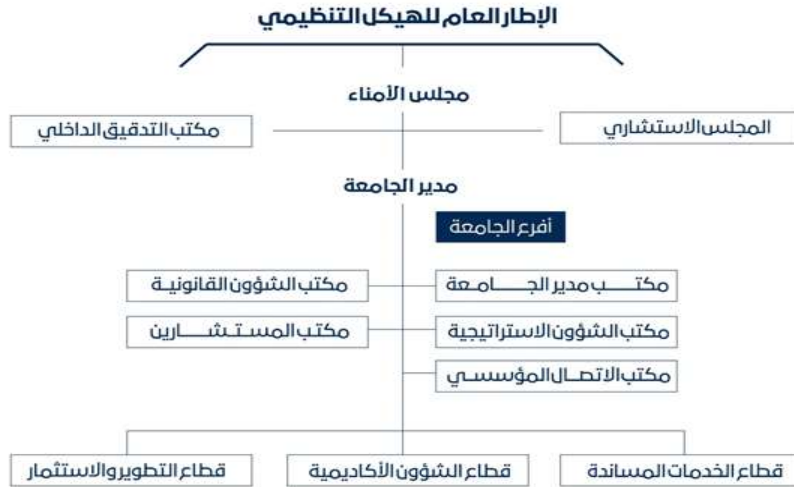 الإطار العام للهيكل التنظيمي
مجلس الأمناء
المجلس الاستشاري
مكتب التدقيق الداخلي
مدير الجامعة
أفرع الجامعة
مكتب مدير الجامعة
مكتب الشؤون القانونية
مكتب الشؤون الاستراتيجية
مكتب المستشارين
مكتب الاتصال المؤسسي
قطاع الخدمات المساندة
قطاع الشؤون الأكاديمية
قطاع التطوير والاستثمار